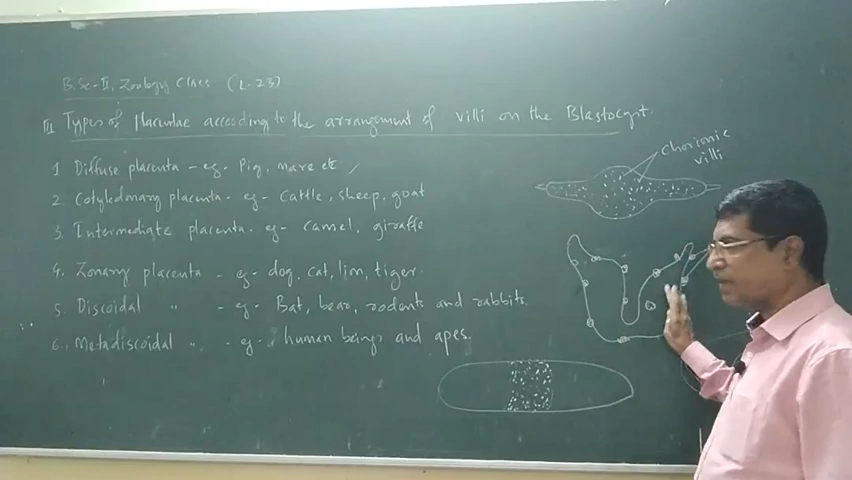 B.Sc-II, Zoology Class (L-23)
III Types of Placentae according to the arrangement of villi on the Blastocyst.
1 Diffuse placenta - eg. Pig, mare etc
2 Cotyledonary placenta - eg - Cattle, sheep, goat
3. Intermediate placenta - eg - Camel, giraffe
4. Zonary placenta - eg - dog, cat, lion, tiger.
5. Discoidal " - eg - Bat, bear, rodents and rabbits.
6. Metadiscoidal " - eg - human beings and apes.
Chorionic
villi